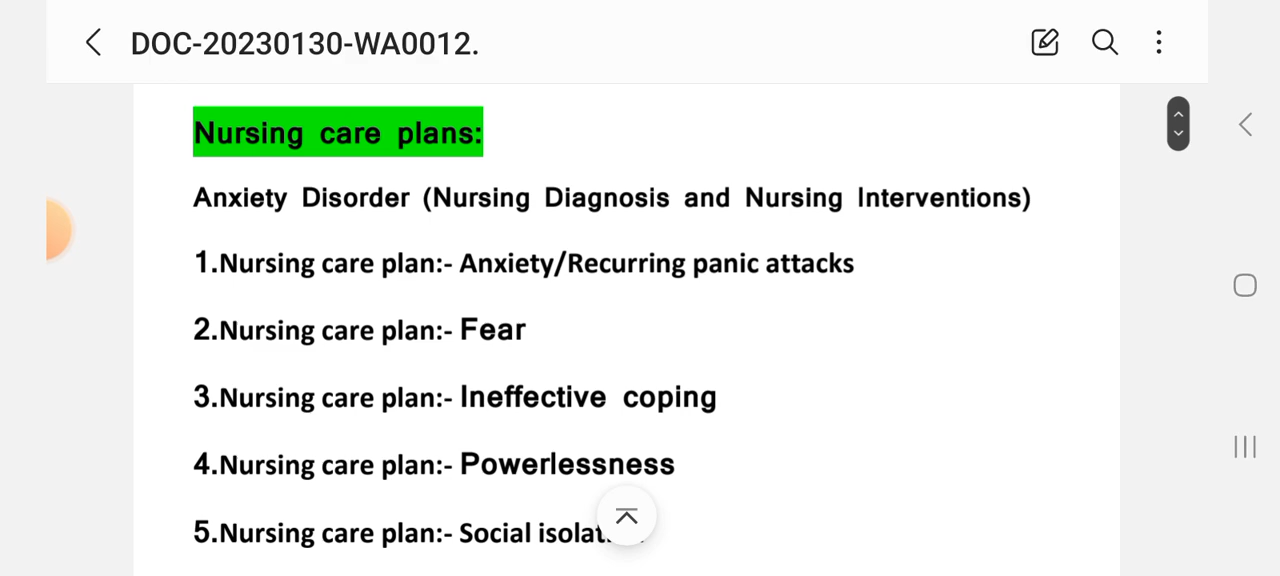 DOC-20230130-WA0012.
Nursing care plans:
Anxiety Disorder (Nursing Diagnosis and Nursing Interventions)
1.Nursing care plan:- Anxiety/Recurring panic attacks
2.Nursing care plan:- Fear
3.Nursing care plan:- Ineffective coping
4.Nursing care plan:- Powerlessness
5.Nursing care plan:- Social